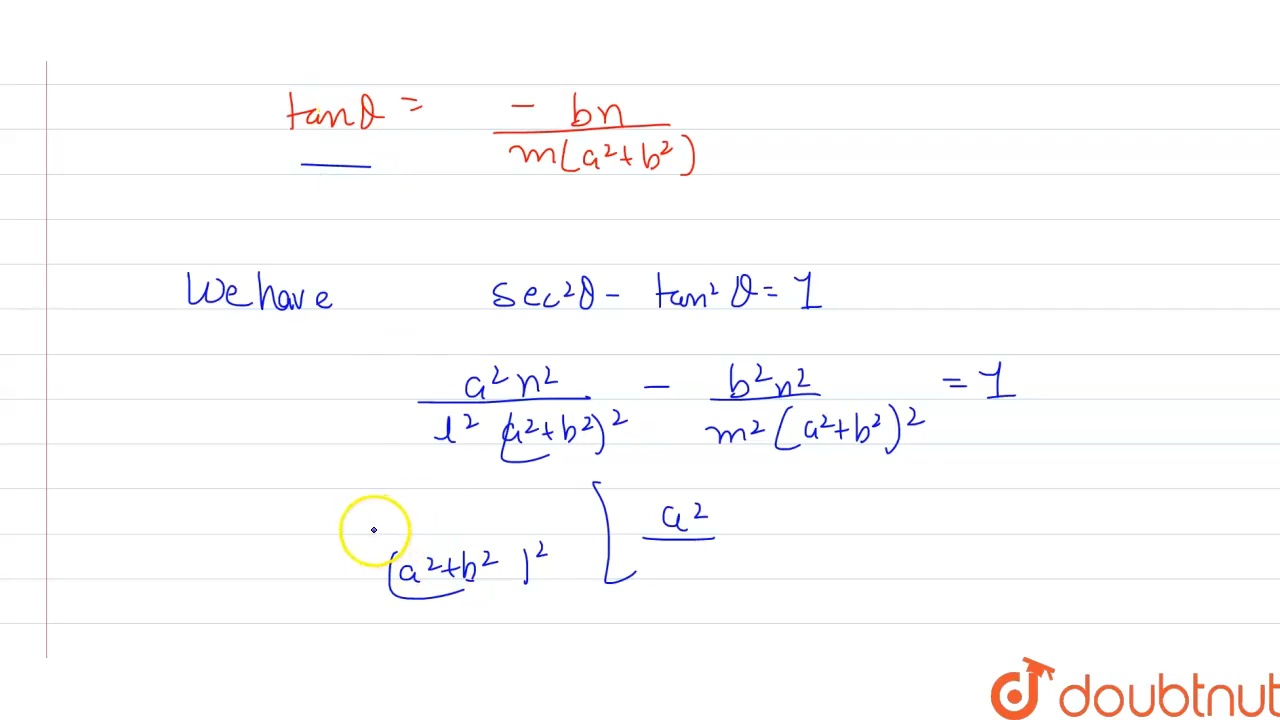 tanθ = - bn / m(a²+b²)
We have sec²θ - tan²θ = 1
a²n² / l²(a²+b²)² - b²n² / m²(a²+b²)² = 1
(a²+b²)² [ a²
doubtnut